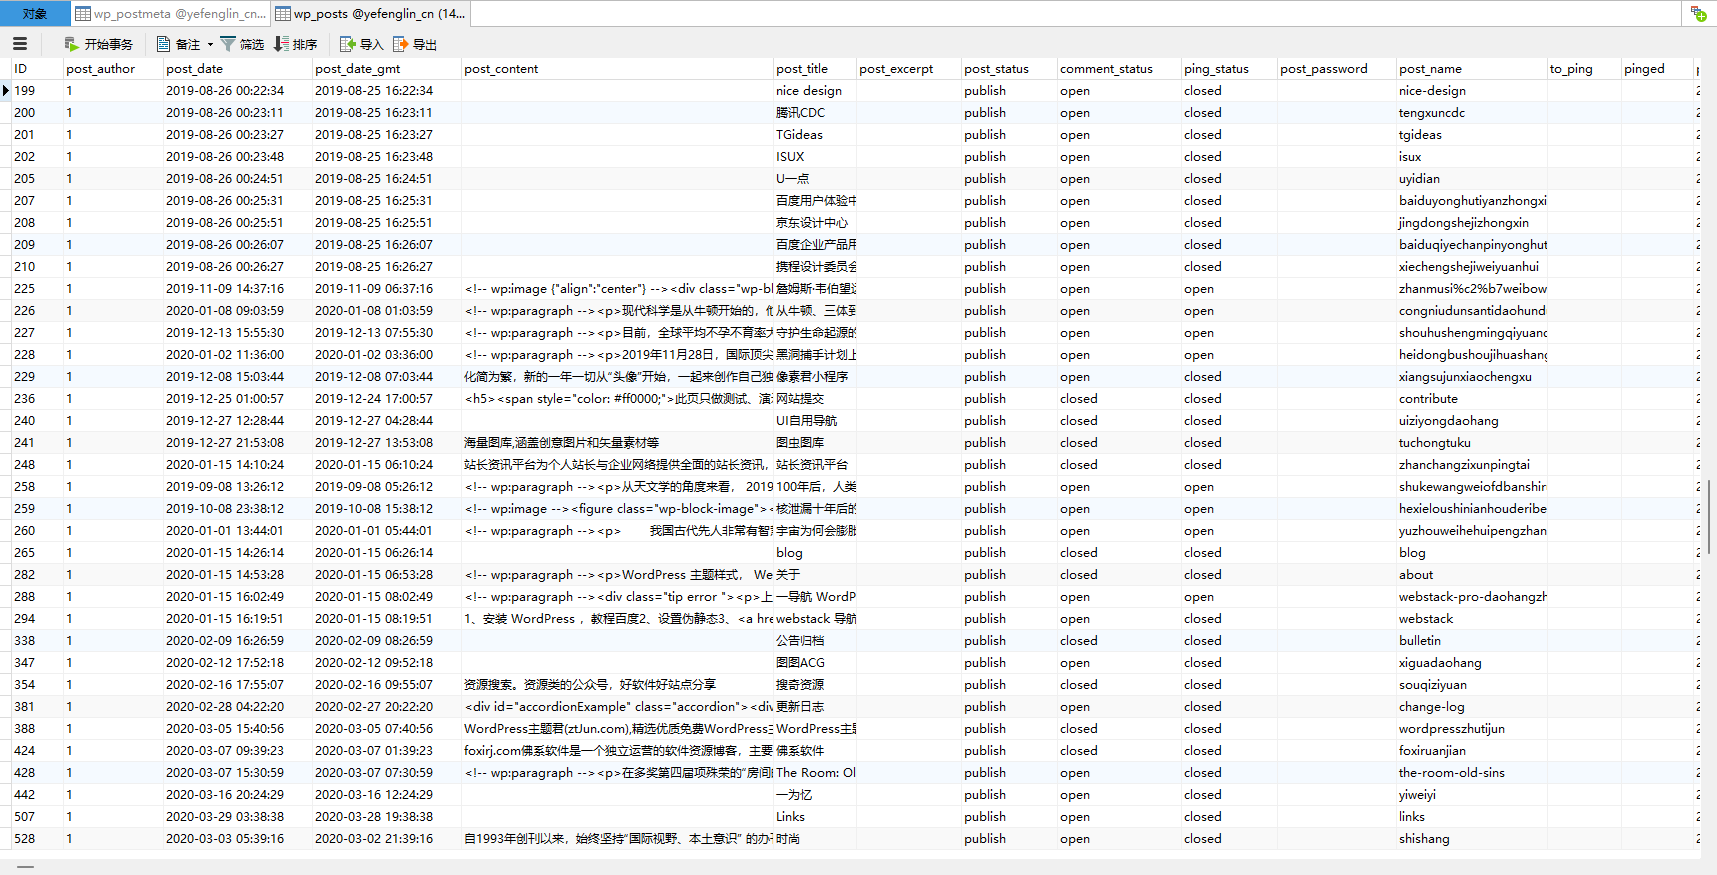 对象 wp_postmeta @yefenglin_cn... wp_posts @yefenglin_cn (14...
开始事务 备注 筛选 排序 导入 导出
ID post_author post_date post_date_gmt post_content post_title post_excerpt post_status comment_status ping_status post_password post_name to_ping pinged
199 1 2019-08-26 00:22:34 2019-08-25 16:22:34 nice design publish open closed nice-design
200 1 2019-08-26 00:23:11 2019-08-25 16:23:11 腾讯CDC publish open closed tengxuncdc
201 1 2019-08-26 00:23:27 2019-08-25 16:23:27 TGideas publish open closed tgideas
202 1 2019-08-26 00:23:48 2019-08-25 16:23:48 ISUX publish open closed isux
205 1 2019-08-26 00:24:51 2019-08-25 16:24:51 U一点 publish open closed uyidian
207 1 2019-08-26 00:25:31 2019-08-25 16:25:31 百度用户体验中 publish open closed baiduyonghutiyanzhongxi
208 1 2019-08-26 00:25:51 2019-08-25 16:25:51 京东设计中心 publish open closed jingdongshejizhongxin
209 1 2019-08-26 00:26:07 2019-08-25 16:26:07 百度企业产品用 publish open closed baiduqiyechanpinyonghut
210 1 2019-08-26 00:26:27 2019-08-25 16:26:27 携程设计委员会 publish open closed xiechengshejiweiyuanhui
225 1 2019-11-09 14:37:16 2019-11-09 06:37:16 <!-- wp:image {"align":"center"} --><div class="wp-bl 詹姆斯·韦伯望远 publish open open zhanmusi%c2%b7weibow
226 1 2020-01-08 09:03:59 2020-01-08 01:03:59 <!-- wp:paragraph --><p>现代科学是从牛顿开始的，他 从牛顿、三体到 publish open open congniudunsantidaohund
227 1 2019-12-13 15:55:30 2019-12-13 07:55:30 <!-- wp:paragraph --><p>目前，全球平均不孕不育率大 守护生命起源的 publish open open shouhushengmingqiyuanc
228 1 2020-01-02 11:36:00 2020-01-02 03:36:00 <!-- wp:paragraph --><p>2019年11月28日，国际顶尖 黑洞捕手计划上 publish open open heidongbushoujihuashang
229 1 2019-12-08 15:03:44 2019-12-08 07:03:44 化简为繁，新的一年一切从“头像”开始，一起来创作自己独 像素君小程序 publish open closed xiangsujunxiaochengxu
236 1 2019-12-25 01:00:57 2019-12-24 17:00:57 <h5><span style="color: #ff0000;">此页只做测试、演 网站提交 publish closed closed contribute
240 1 2019-12-27 12:28:44 2019-12-27 04:28:44 UI自用导航 publish closed closed uiziyongdaohang
241 1 2019-12-27 21:53:08 2019-12-27 13:53:08 海量图库,涵盖创意图片和矢量素材等 图虫图库 publish open closed tuchongtuku
248 1 2020-01-15 14:10:24 2020-01-15 06:10:24 站长资讯平台为个人站长与企业网络提供全面的站长资讯， 站长资讯平台 publish closed closed zhanchangzixunpingtai
258 1 2019-09-08 13:26:12 2019-09-08 05:26:12 <!-- wp:paragraph --><p>从天文学的角度来看， 2019 100年后，人类 publish open open shukewangweiofdbanshir
259 1 2019-10-08 23:38:12 2019-10-08 15:38:12 <!-- wp:image --><figure class="wp-block-image">< 核泄漏十年后的 publish open open hexieloushinianhouderibe
260 1 2020-01-01 13:44:01 2020-01-01 05:44:01 <!-- wp:paragraph --><p> 我国古代先人非常有智 宇宙为何会膨胀 publish open open yuzhouweihehuipengzhan
265 1 2020-01-15 14:26:14 2020-01-15 06:26:14 blog publish closed closed blog
282 1 2020-01-15 14:53:28 2020-01-15 06:53:28 <!-- wp:paragraph --><p>WordPress 主题样式， We 关于 publish closed closed about
288 1 2020-01-15 16:02:49 2020-01-15 08:02:49 <!-- wp:paragraph --><div class="tip error "><p>上 一导航 WordP publish open open webstack-pro-daohangzh
294 1 2020-01-15 16:19:51 2020-01-15 08:19:51 1、安装 WordPress ，教程百度2、设置伪静态3、<a hre webstack 导航 publish open closed webstack
338 1 2020-02-09 16:26:59 2020-02-09 08:26:59 公告归档 publish closed closed bulletin
347 1 2020-02-12 17:52:18 2020-02-12 09:52:18 图图ACG publish open closed xiguadaohang
354 1 2020-02-16 17:55:07 2020-02-16 09:55:07 资源搜索。资源类的公众号，好软件好站点分享 搜奇资源 publish open closed souqiziyuan
381 1 2020-02-28 04:22:20 2020-02-27 20:22:20 <div id="accordionExample" class="accordion"><div 更新日志 publish open closed change-log
388 1 2020-03-05 15:40:56 2020-03-05 07:40:56 WordPress主题君(ztJun.com),精选优质免费WordPress主 WordPress主题 publish closed closed wordpresszhutijun
424 1 2020-03-07 09:39:23 2020-03-07 01:39:23 foxirj.com佛系软件是一个独立运营的软件资源博客，主要 佛系软件 publish closed closed foxiruanjian
428 1 2020-03-07 15:30:59 2020-03-07 07:30:59 <!-- wp:paragraph --><p>在多奖第四届项殊荣的“房间 The Room: Ol publish open open the-room-old-sins
442 1 2020-03-16 20:24:29 2020-03-16 12:24:29 一为忆 publish open closed yiweiyi
507 1 2020-03-29 03:38:38 2020-03-28 19:38:38 Links publish open closed links
528 1 2020-03-03 05:39:16 2020-03-02 21:39:16 自1993年创刊以来，始终坚持“国际视野、本土意识” 的办 时尚 publish open closed shishang